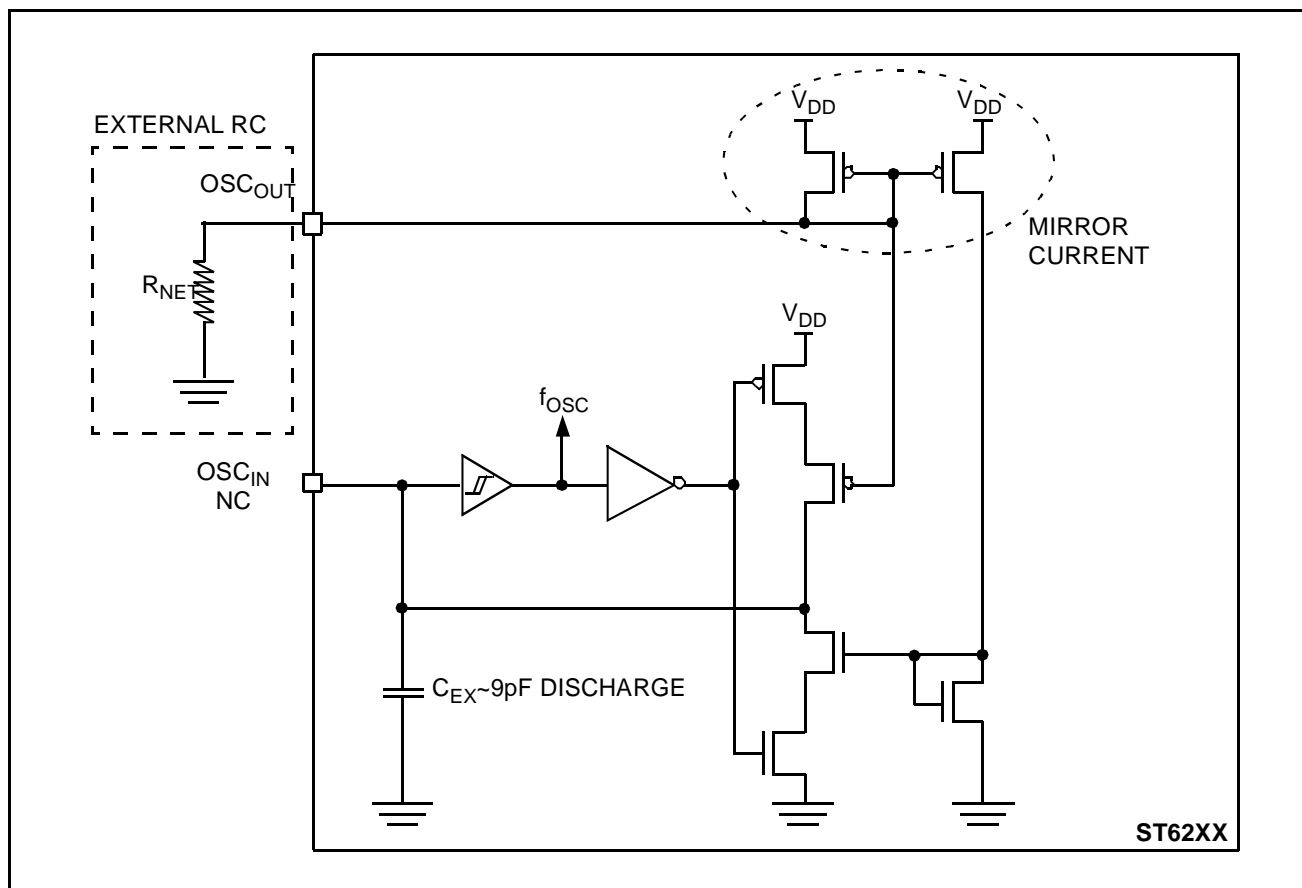 V_DD
V_DD
EXTERNAL RC
OSC_OUT
MIRROR
CURRENT
R_NET
V_DD
f_OSC
OSC_IN
NC
C_EX~9pF DISCHARGE
ST62XX